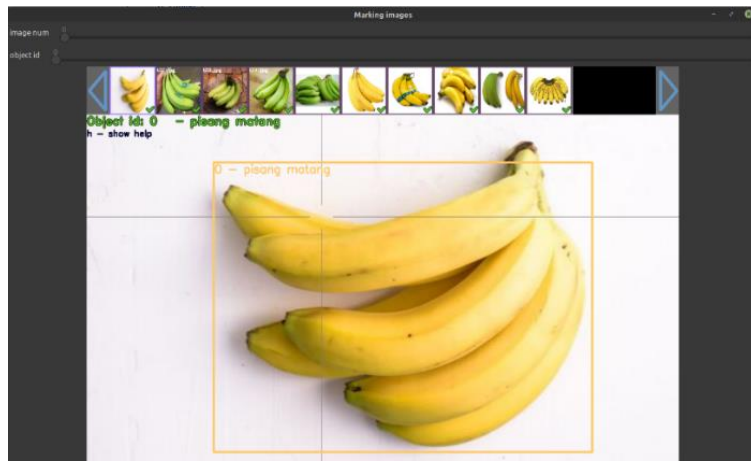 Marking images
image num
object id
Object id: 0 - pisang matang
h - show help
0 - pisang matang